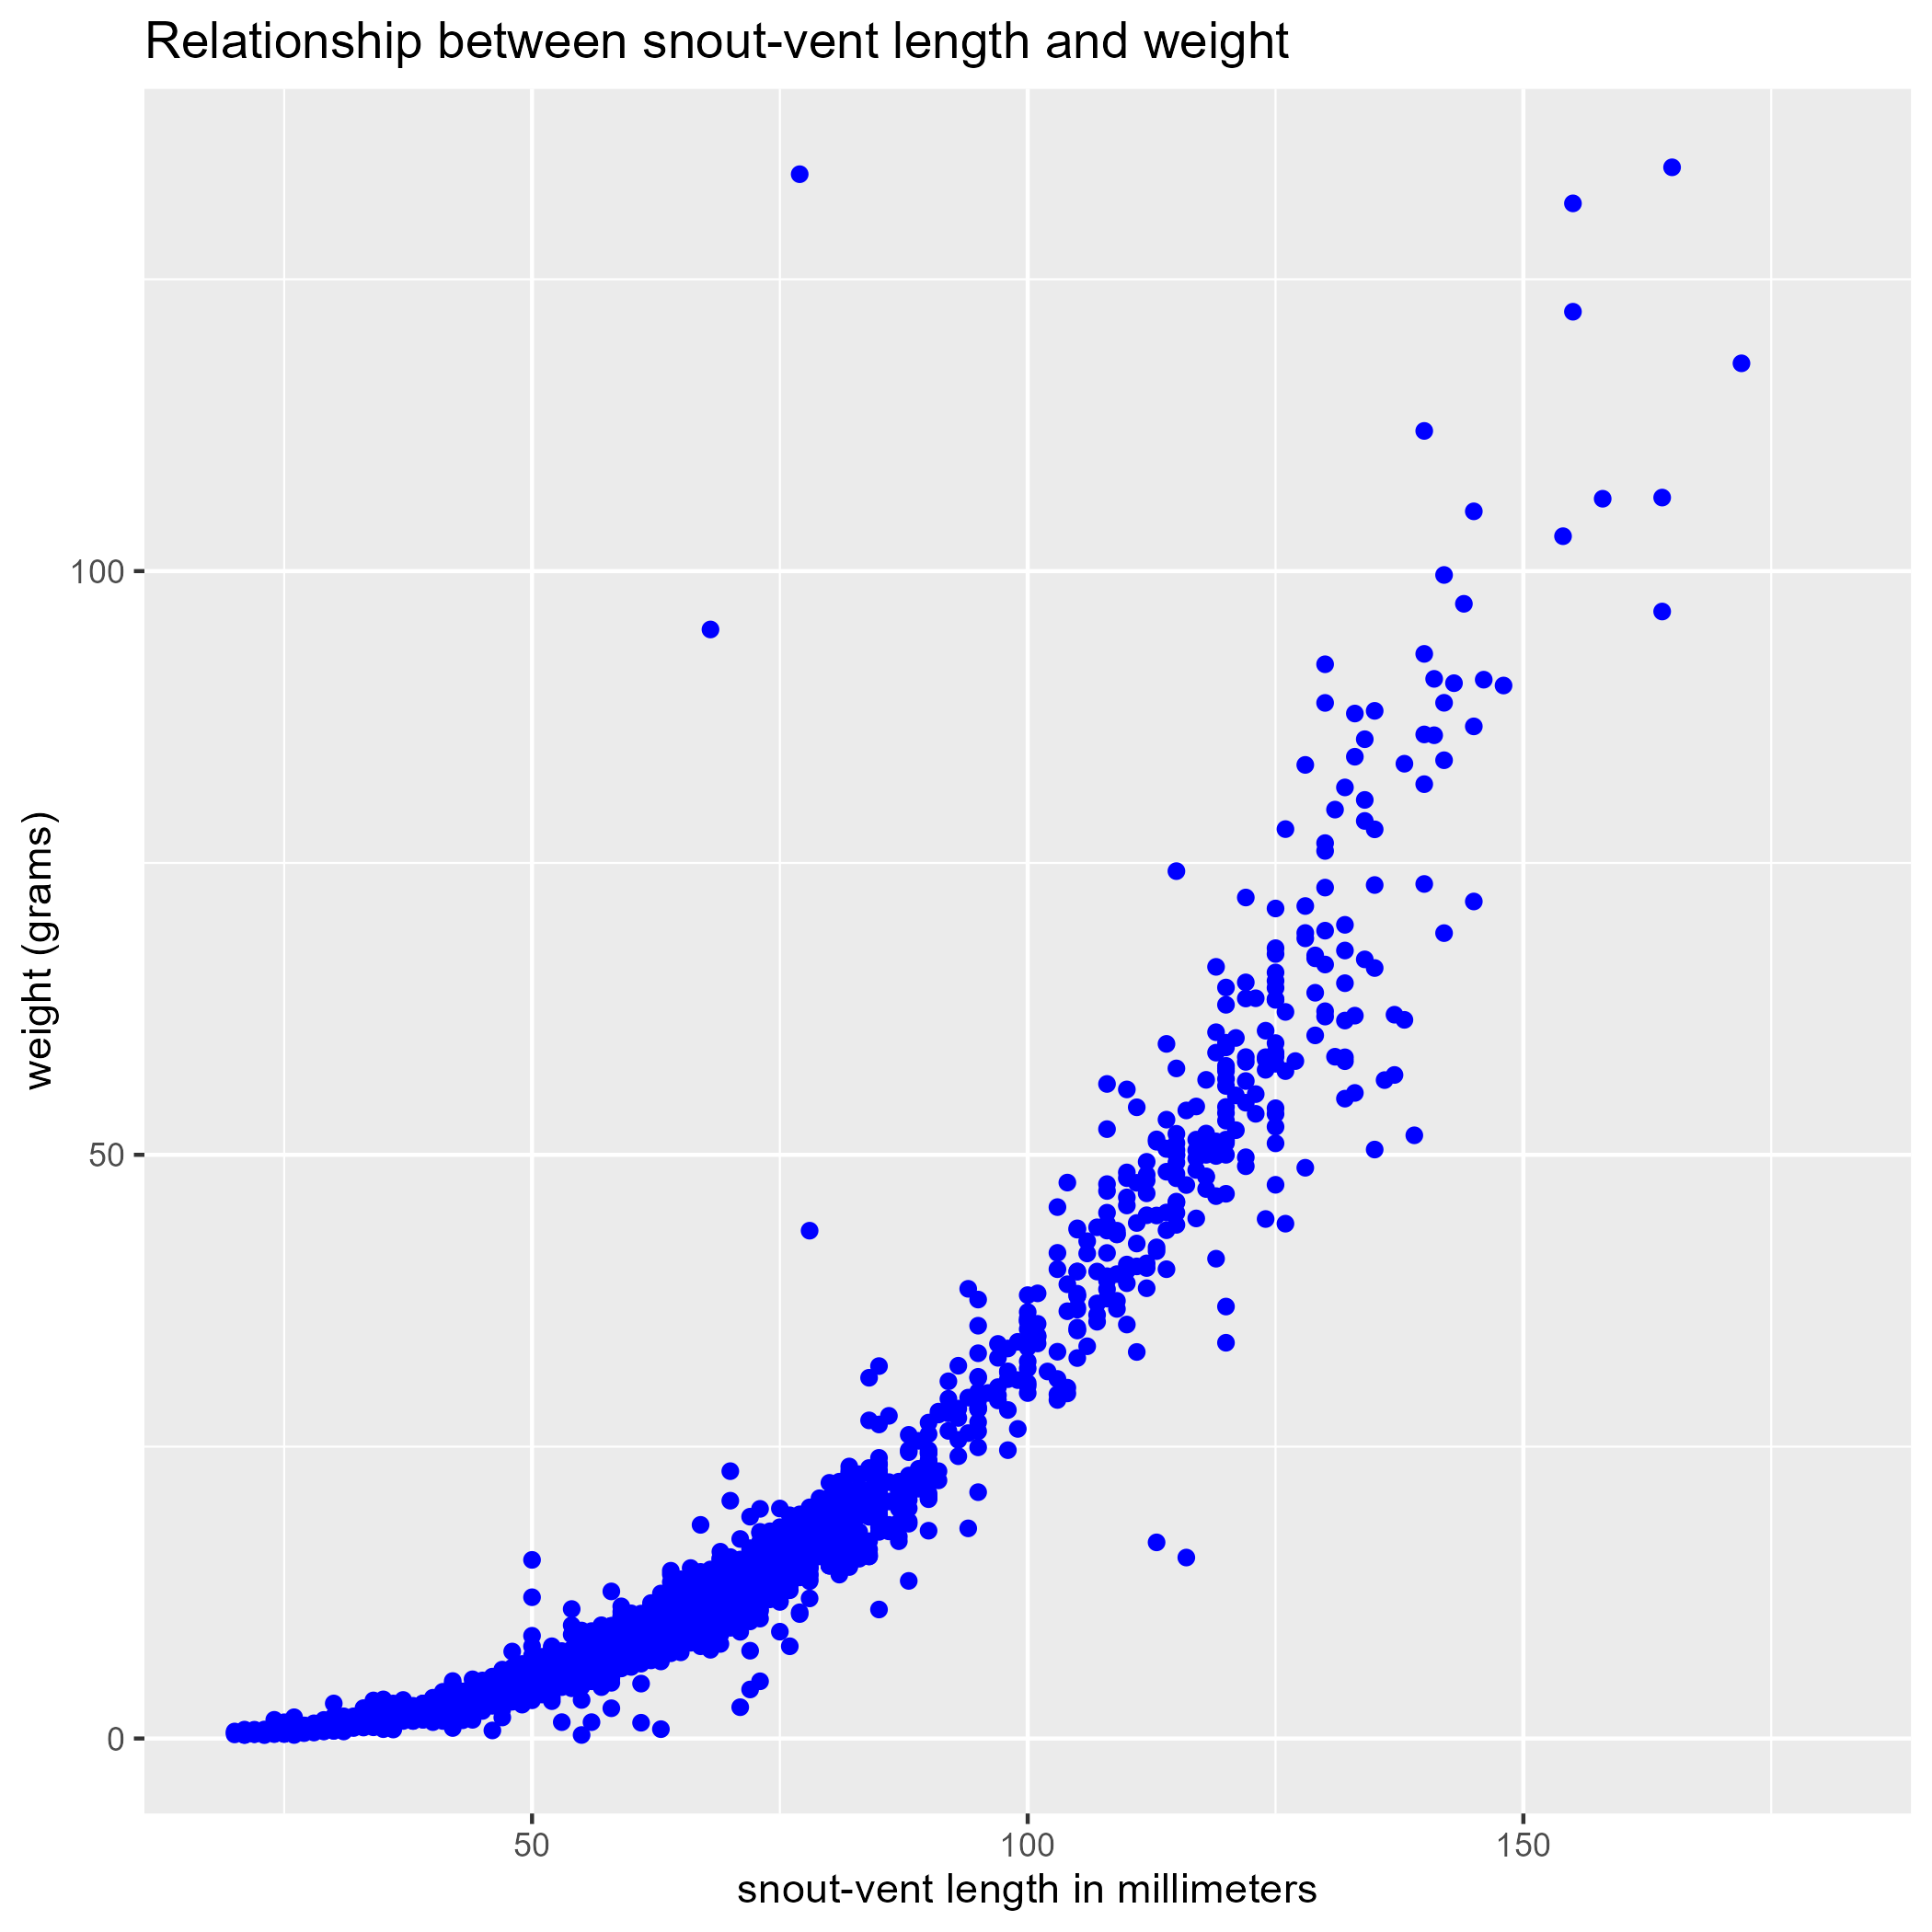 Relationship between snout-vent length and weight
weight (grams)
100
50
0
50 100 150
snout-vent length in millimeters